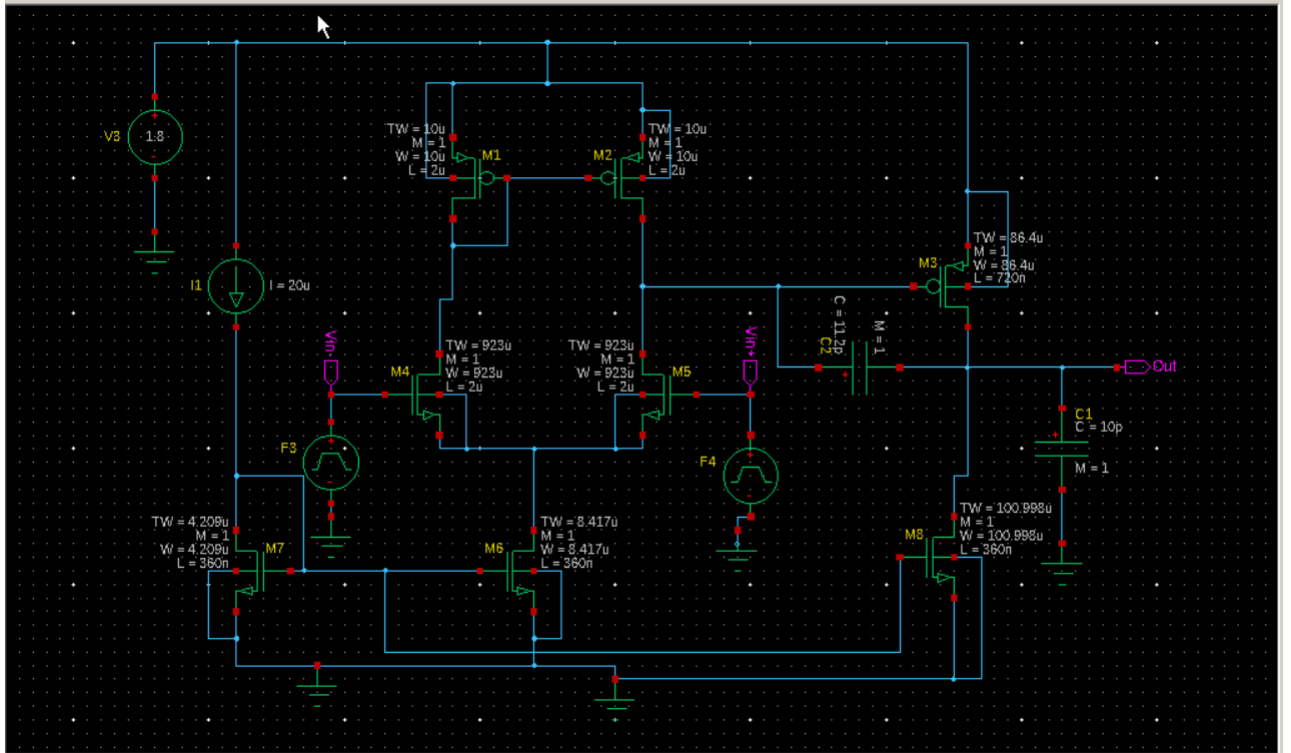 V3
1.8
I1
I = 20u
TW = 10u
M = 1
W = 10u
L = 2u
M1
TW = 10u
M = 1
W = 10u
L = 2u
M2
TW = 86.4u
M = 1
W = 86.4u
L = 720n
M3
Vin-
TW = 923u
M = 1
W = 923u
L = 2u
M4
TW = 923u
M = 1
W = 923u
L = 2u
M5
Vin+
C = 11.2p
C2
M = 1
Out
C1
C = 10p
M = 1
F3
F4
TW = 4.209u
M = 1
W = 4.209u
L = 360n
M7
TW = 8.417u
M = 1
W = 8.417u
L = 360n
M6
TW = 100.998u
M = 1
W = 100.998u
L = 360n
M8